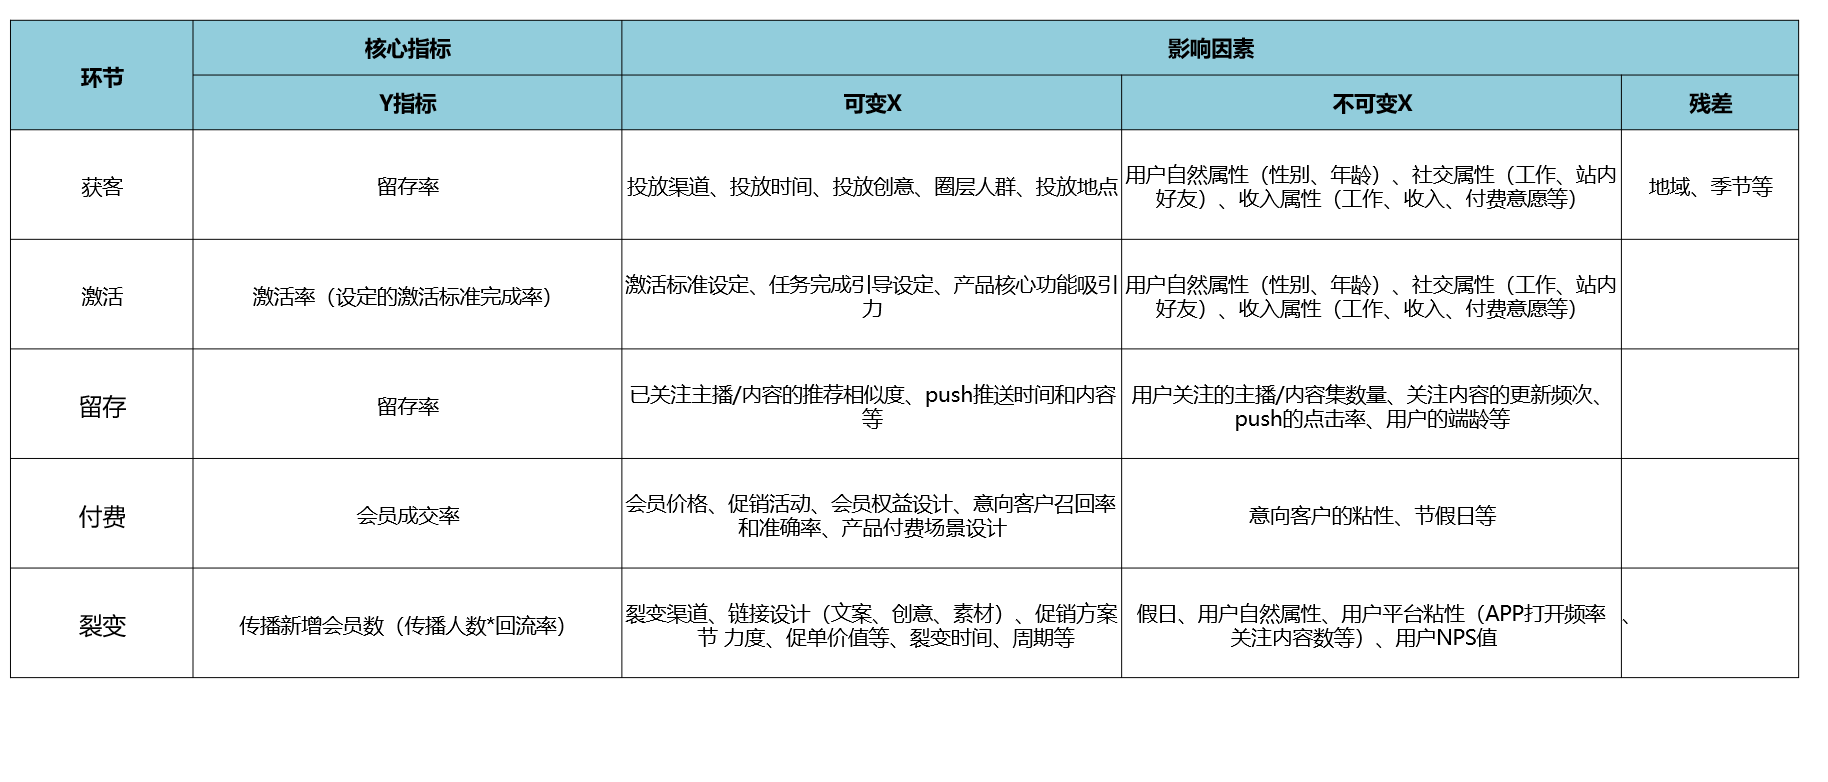 环节
核心指标
影响因素
Y指标
可变X
不可变X
残差
获客
留存率
投放渠道、投放时间、投放创意、圈层人群、投放地点
用户自然属性（性别、年龄）、社交属性（工作、站内
好友）、收入属性（工作、收入、付费意愿等）
地域、季节等
激活
激活率（设定的激活标准完成率）
激活标准设定、任务完成引导设定、产品核心功能吸引
力
用户自然属性（性别、年龄）、社交属性（工作、站内
好友）、收入属性（工作、收入、付费意愿等）
留存
留存率
已关注主播/内容的推荐相似度、push推送时间和内容
等
用户关注的主播/内容集数量、关注内容的更新频次、
push的点击率、用户的端龄等
付费
会员成交率
会员价格、促销活动、会员权益设计、意向客户召回率
和准确率、产品付费场景设计
意向客户的粘性、节假日等
裂变
传播新增会员数（传播人数*回流率）
裂变渠道、链接设计（文案、创意、素材）、促销方案
节 力度、促单价值等、裂变时间、周期等
假日、用户自然属性、用户平台粘性（APP打开频率 、
关注内容数等）、用户NPS值